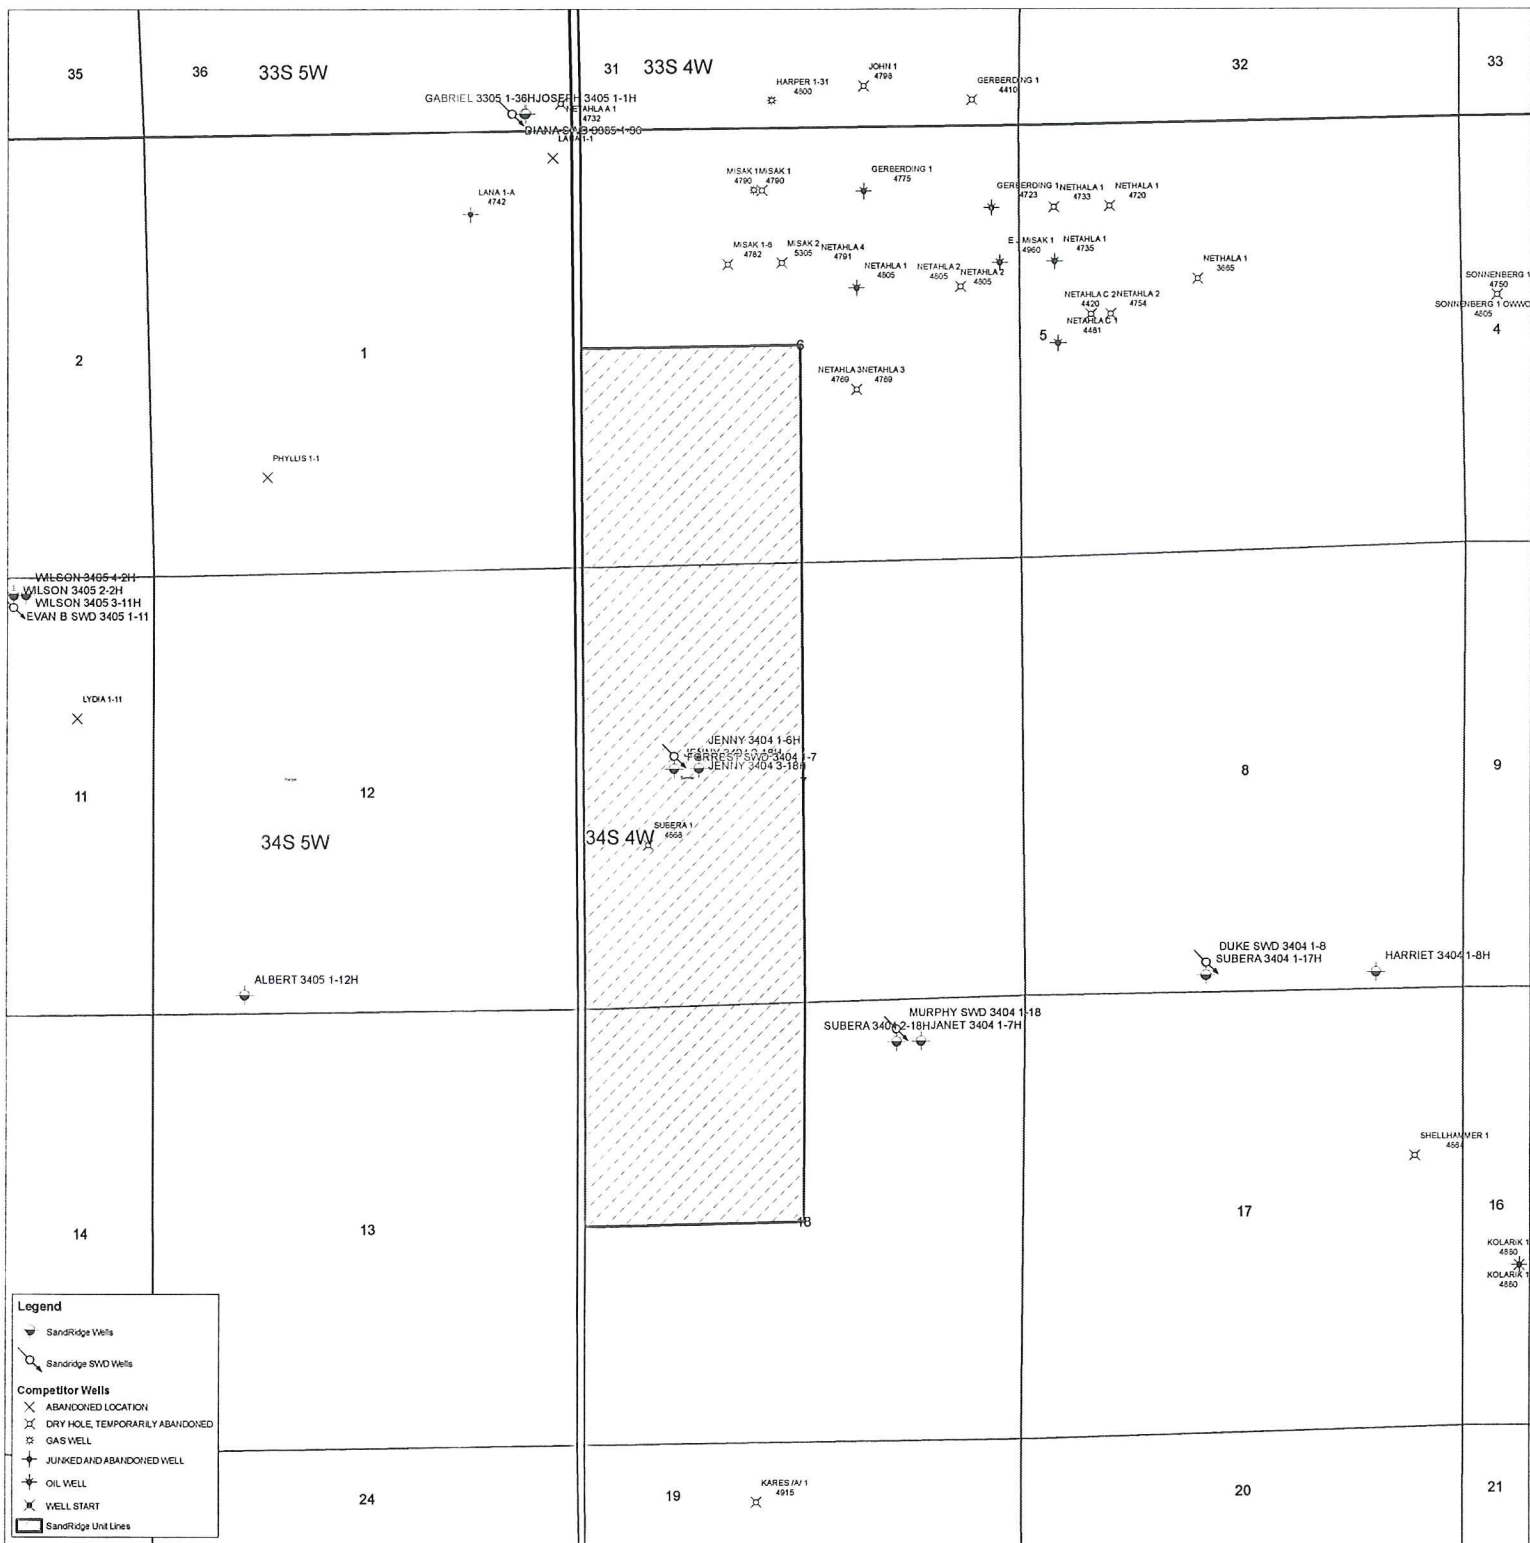 35
36
33S 5W
31
33S 4W
32
33
JOHN 1
4798
HARPER 1-31
4800
GERBERDING 1
4410
GABRIEL 3305 1-36H
JOSEPH 3405 1-1H
NETAHLA A 1
4732
LANA 1-1
MISAK 1
4790
MISAK 1
4790
GERBERDING 1
4775
LANA 1-A
4742
GERBERDING 1
4723
NETHALA 1
4733
NETHALA 1
4720
MISAK 1-6
4782
MISAK 2
5305
NETAHLA 4
4791
MISAK 1
4960
NETAHLA 1
4735
NETAHLA 1
4805
NETAHLA 2
4805
NETAHLA 2
4805
NETHALA 1
3665
SONNENBERG 1
4750
SONNENBERG 1 OWWO
4805
NETAHLA C 2
4420
NETAHLA 2
4754
NETAHLA C 1
4481
2
1
6
5
4
NETAHLA 3
4769
NETAHLA 3
4769
PHYLLIS 1-1
WILSON 3405 4-2H
WILSON 3405 2-2H
WILSON 3405 3-11H
EVAN B SWD 3405 1-11
LYDIA 1-11
JENNY 3404 1-6H
FORREST SWD 3404 1-7
JENNY 3404 3-18H
11
12
7
8
9
34S 5W
34S 4W
SUBERA 1
4668
DUKE SWD 3404 1-8
SUBERA 3404 1-17H
HARRIET 3404 1-8H
ALBERT 3405 1-12H
MURPHY SWD 3404 1-18
SUBERA 3404 2-18H
JANET 3404 1-7H
SHELLHAMMER 1
14
13
18
17
16
KOLARIK 1
4860
KOLARIK 1
4860
Legend
SandRidge Wells
Sandridge SWD Wells
Competitor Wells
ABANDONED LOCATION
DRY HOLE, TEMPORARILY ABANDONED
GAS WELL
JUNKED AND ABANDONED WELL
OIL WELL
WELL START
SandRidge Unit Lines
24
19
KARES /A/ 1
4915
20
21